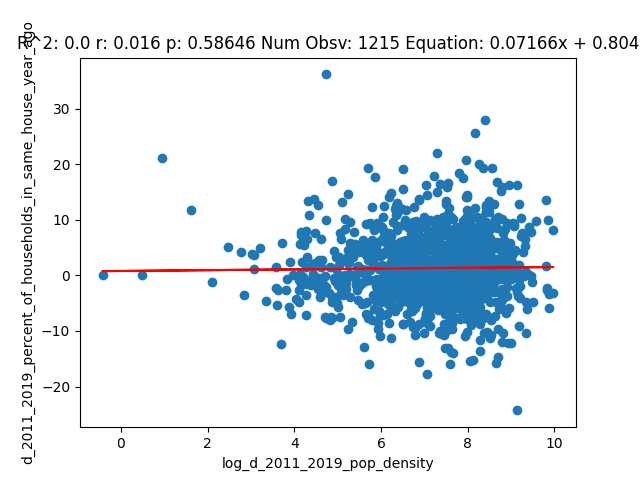 R^2: 0.0 r: 0.016 p: 0.58646 Num Obsv: 1215 Equation: 0.07166x + 0.804
d_2011_2019_percent_of_households_in_same_house_year_ago
30
20
10
0
−10
−20
0 2 4 6 8 10
log_d_2011_2019_pop_density